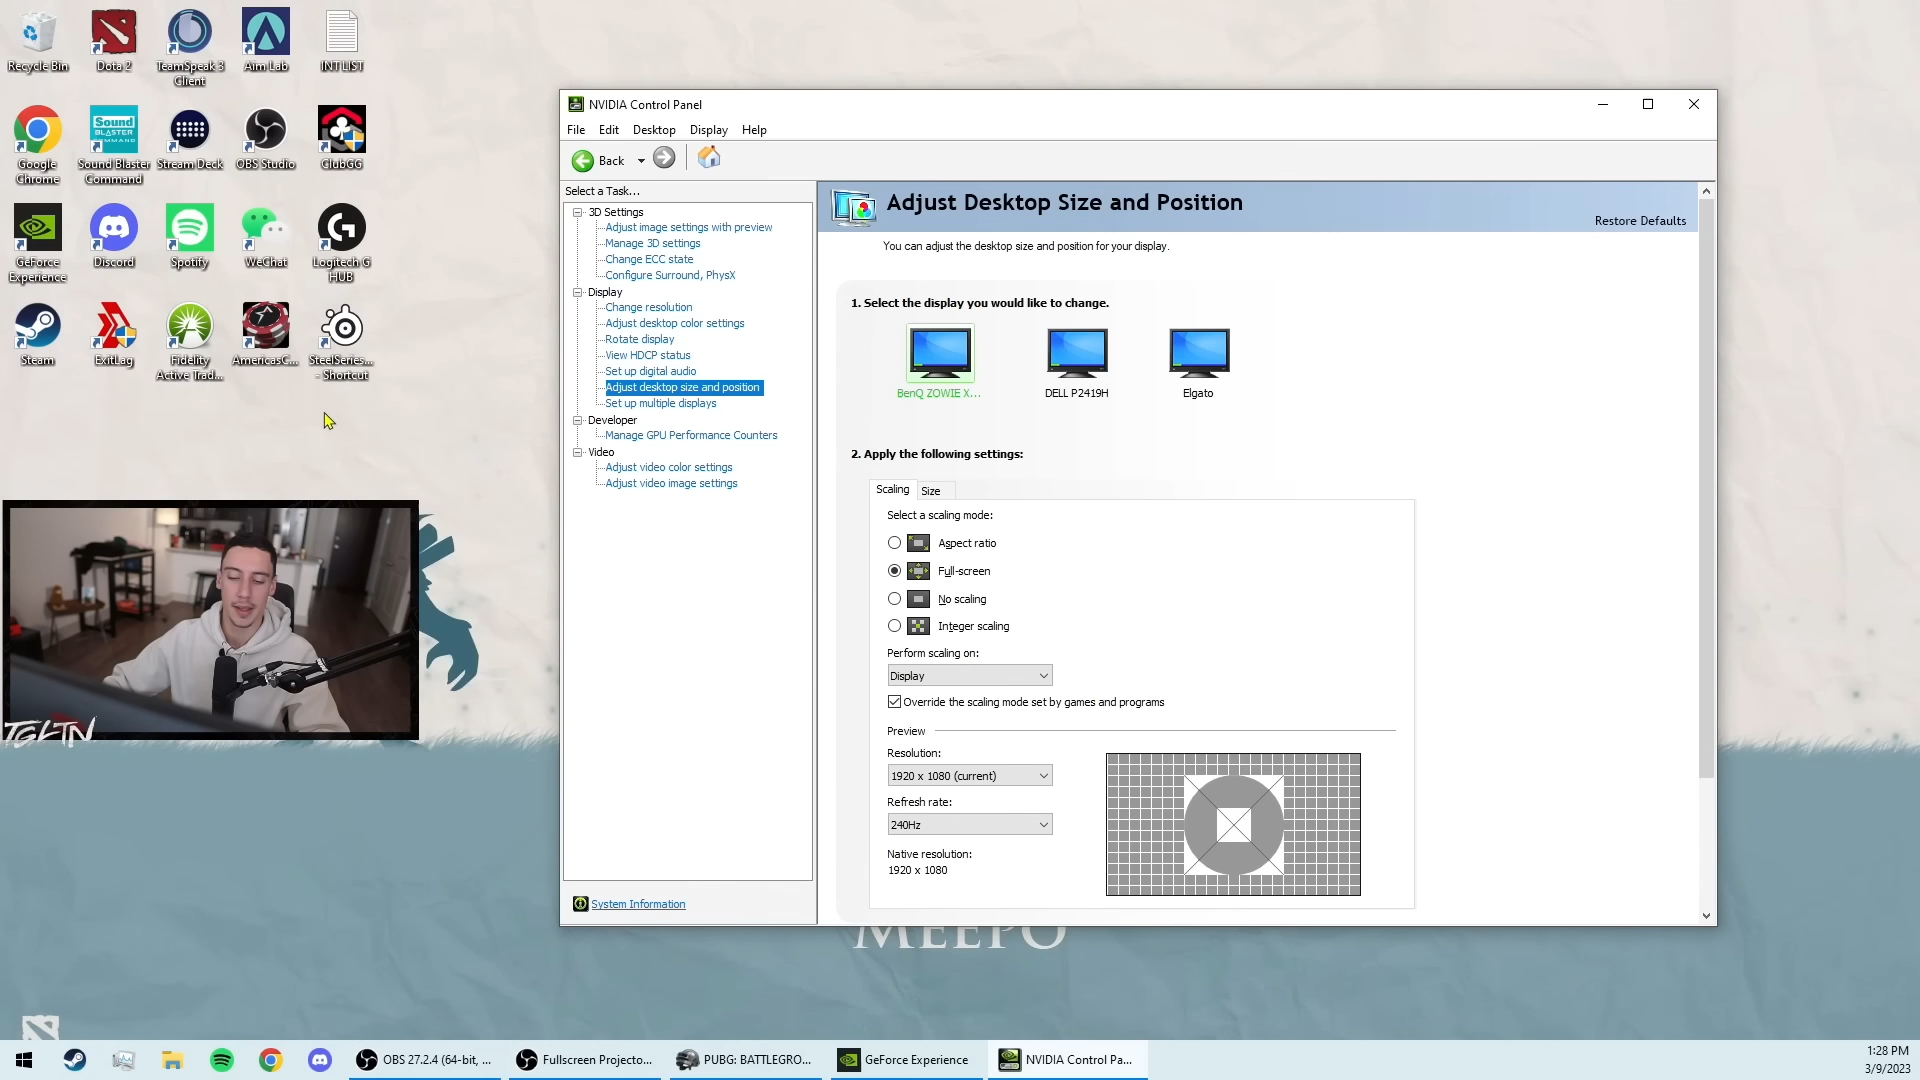 Recycle Bin
Dota 2
TeamSpeak 3
Client
Aim Lab
INT LIST
Google
Chrome
Sound
BLASTER
COMMAND
Sound Blaster
Command
Stream Deck
OBS Studio
ClubGG
GeForce
Experience
Discord
Spotify
WeChat
Logitech G
HUB
Steam
ExitLag
Fidelity
Active Trad...
AmericasC...
SteelSeries...
- Shortcut
TGLTN
MEEPO
NVIDIA Control Panel
File Edit Desktop Display Help
Back
Select a Task...
3D Settings
Adjust image settings with preview
Manage 3D settings
Change ECC state
Configure Surround, PhysX
Display
Change resolution
Adjust desktop color settings
Rotate display
View HDCP status
Set up digital audio
Adjust desktop size and position
Set up multiple displays
Developer
Manage GPU Performance Counters
Video
Adjust video color settings
Adjust video image settings
System Information
Adjust Desktop Size and Position
Restore Defaults
You can adjust the desktop size and position for your display.
1. Select the display you would like to change.
BenQ ZOWIE X...
DELL P2419H
Elgato
2. Apply the following settings:
Scaling Size
Select a scaling mode:
Aspect ratio
Full-screen
No scaling
Integer scaling
Perform scaling on:
Display
Override the scaling mode set by games and programs
Preview
Resolution:
1920 x 1080 (current)
Refresh rate:
240Hz
Native resolution:
1920 x 1080
OBS 27.2.4 (64-bit, ...
Fullscreen Projecto...
PUBG: BATTLEGRO...
GeForce Experience
NVIDIA Control Pa...
1:28 PM
3/9/2023